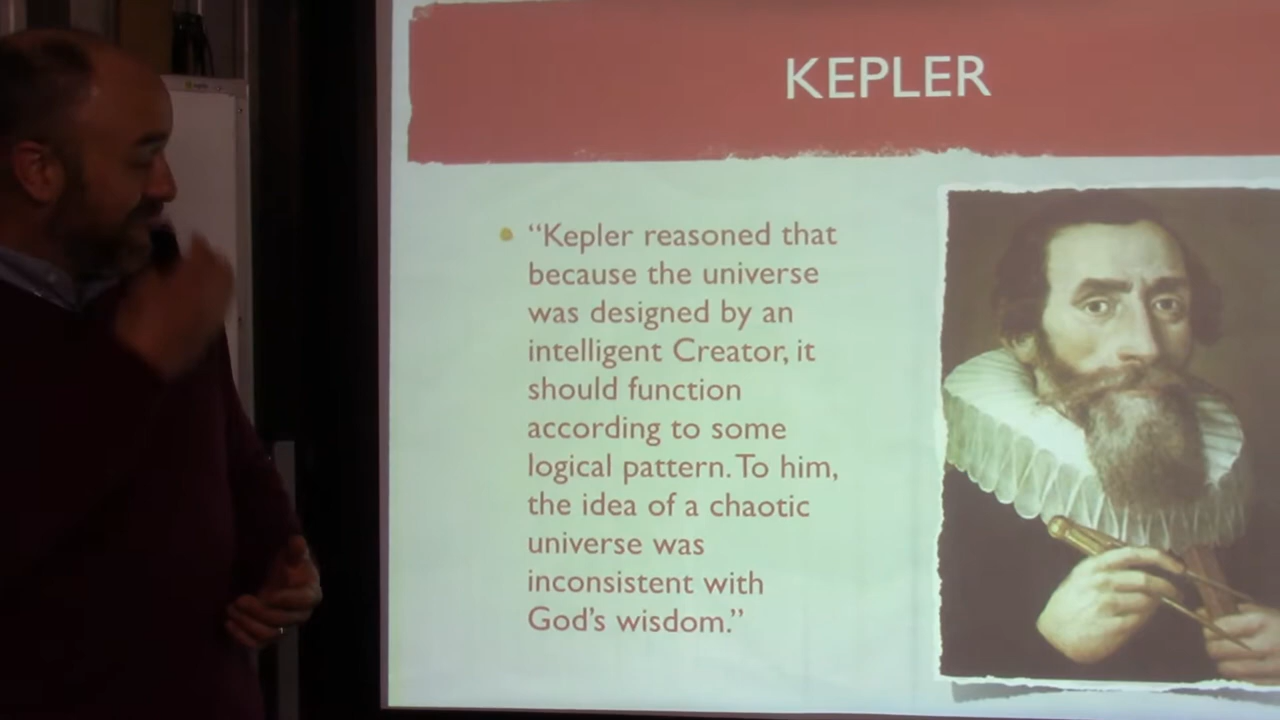 KEPLER
“Kepler reasoned that
because the universe
was designed by an
intelligent Creator, it
should function
according to some
logical pattern. To him,
the idea of a chaotic
universe was
inconsistent with
God’s wisdom.”